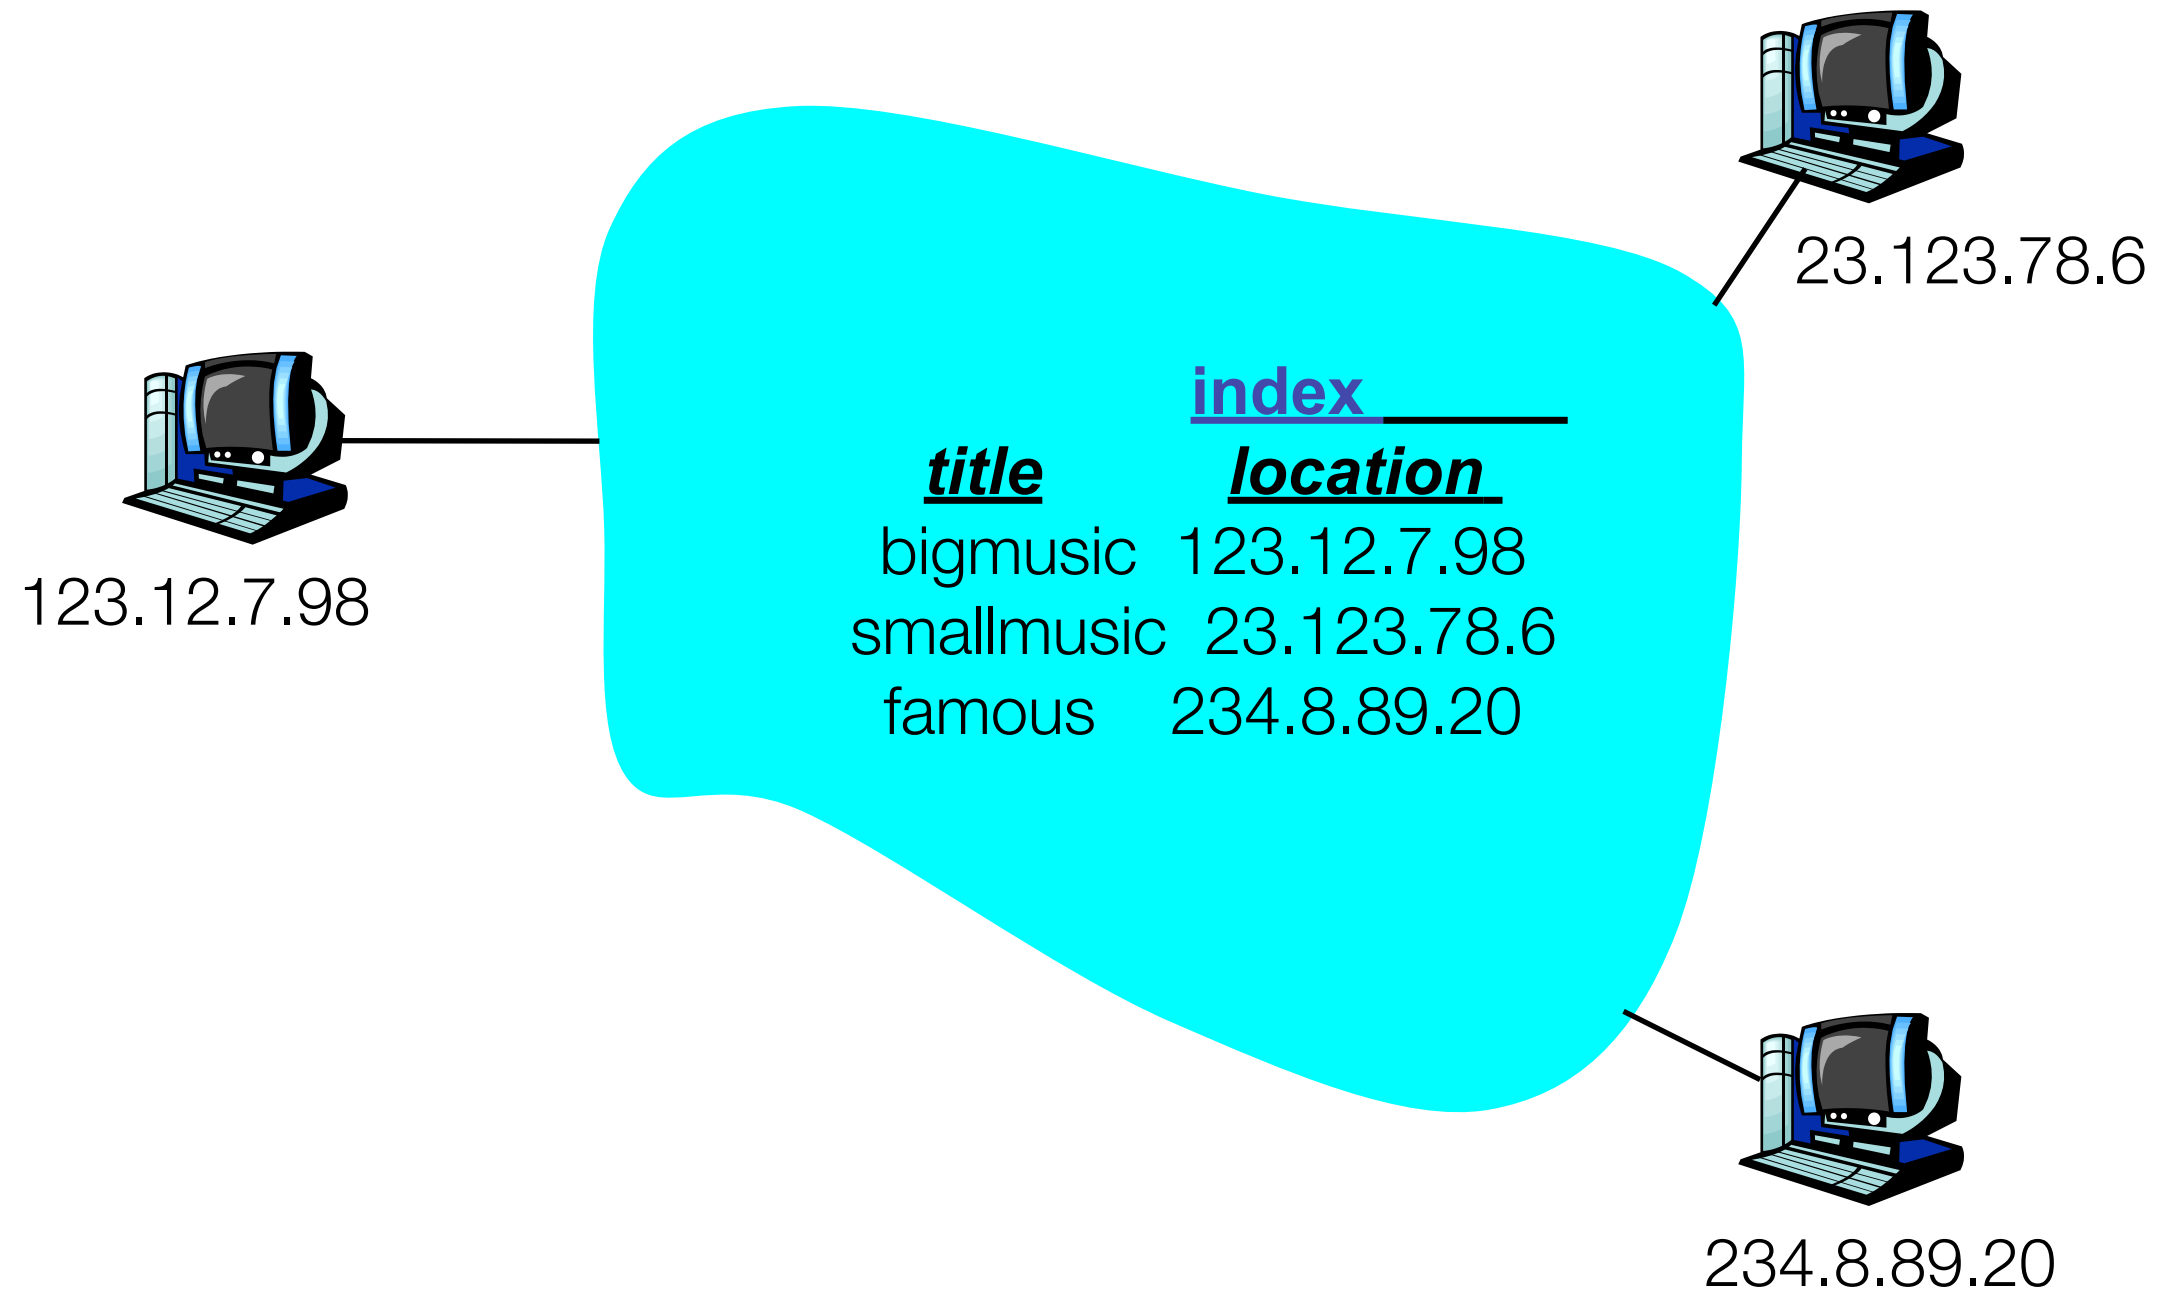 23.123.78.6
index
title location
bigmusic 123.12.7.98
123.12.7.98
smallmusic 23.123.78.6
famous 234.8.89.20
234.8.89.20